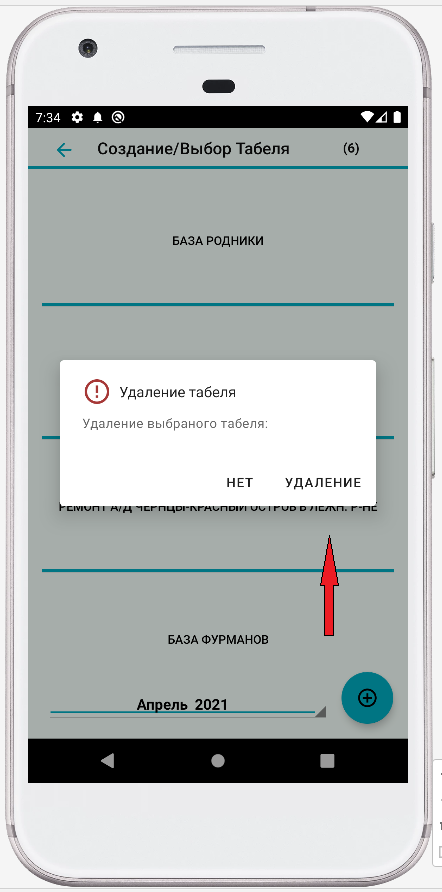 7:34
Создание/Выбор Табеля (6)
БАЗА РОДНИКИ
Удаление табеля
Удаление выбраного табеля:
НЕТ УДАЛЕНИЕ
РЕМОНТ А/Д ЧЕРНЦЫ-КРАСНЫЙ ОСТРОВ В ЛЕЖН. Р-НЕ
БАЗА ФУРМАНОВ
Апрель 2021